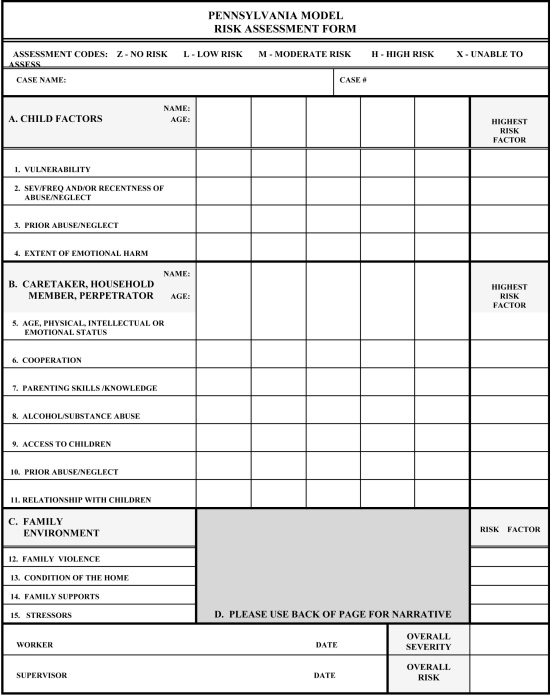 PENNSYLVANIA MODEL
RISK ASSESSMENT FORM
ASSESSMENT CODES: Z - NO RISK L - LOW RISK M - MODERATE RISK H - HIGH RISK X - UNABLE TO
ASSESS
CASE NAME: CASE #
NAME:
A. CHILD FACTORS AGE:
HIGHEST
RISK
FACTOR
1. VULNERABILITY
2. SEV/FREQ AND/OR RECENTNESS OF
ABUSE/NEGLECT
3. PRIOR ABUSE/NEGLECT
4. EXTENT OF EMOTIONAL HARM
NAME:
B. CARETAKER, HOUSEHOLD
MEMBER, PERPETRATOR AGE:
HIGHEST
RISK
FACTOR
5. AGE, PHYSICAL, INTELLECTUAL OR
EMOTIONAL STATUS
6. COOPERATION
7. PARENTING SKILLS /KNOWLEDGE
8. ALCOHOL/SUBSTANCE ABUSE
9. ACCESS TO CHILDREN
10. PRIOR ABUSE/NEGLECT
11. RELATIONSHIP WITH CHILDREN
C. FAMILY
ENVIRONMENT
RISK FACTOR
12. FAMILY VIOLENCE
13. CONDITION OF THE HOME
14. FAMILY SUPPORTS
15. STRESSORS
D. PLEASE USE BACK OF PAGE FOR NARRATIVE
WORKER DATE
OVERALL
SEVERITY
SUPERVISOR DATE
OVERALL
RISK